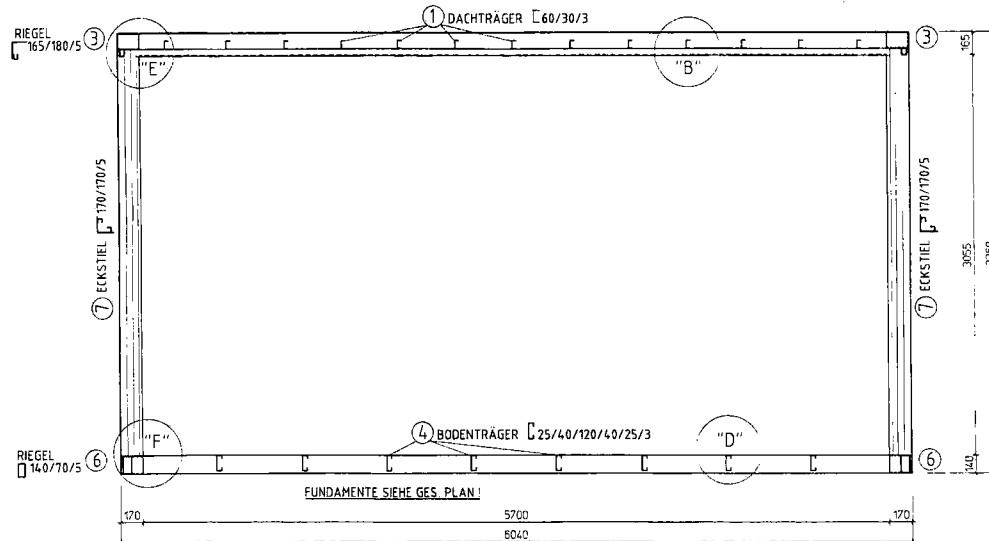 1 DACHTRÄGER 60/30/3
RIEGEL
165/180/5
3
3
165
"E"
"B"
170/170/5
ECKSTIEL
7
170/170/5
ECKSTIEL
7
3055
"F"
4 BODENTRÄGER 25/40/120/40/25/3
"D"
RIEGEL
140/70/5
6
6
140
FUNDAMENTE SIEHE GES. PLAN!
170
5700
170
6040